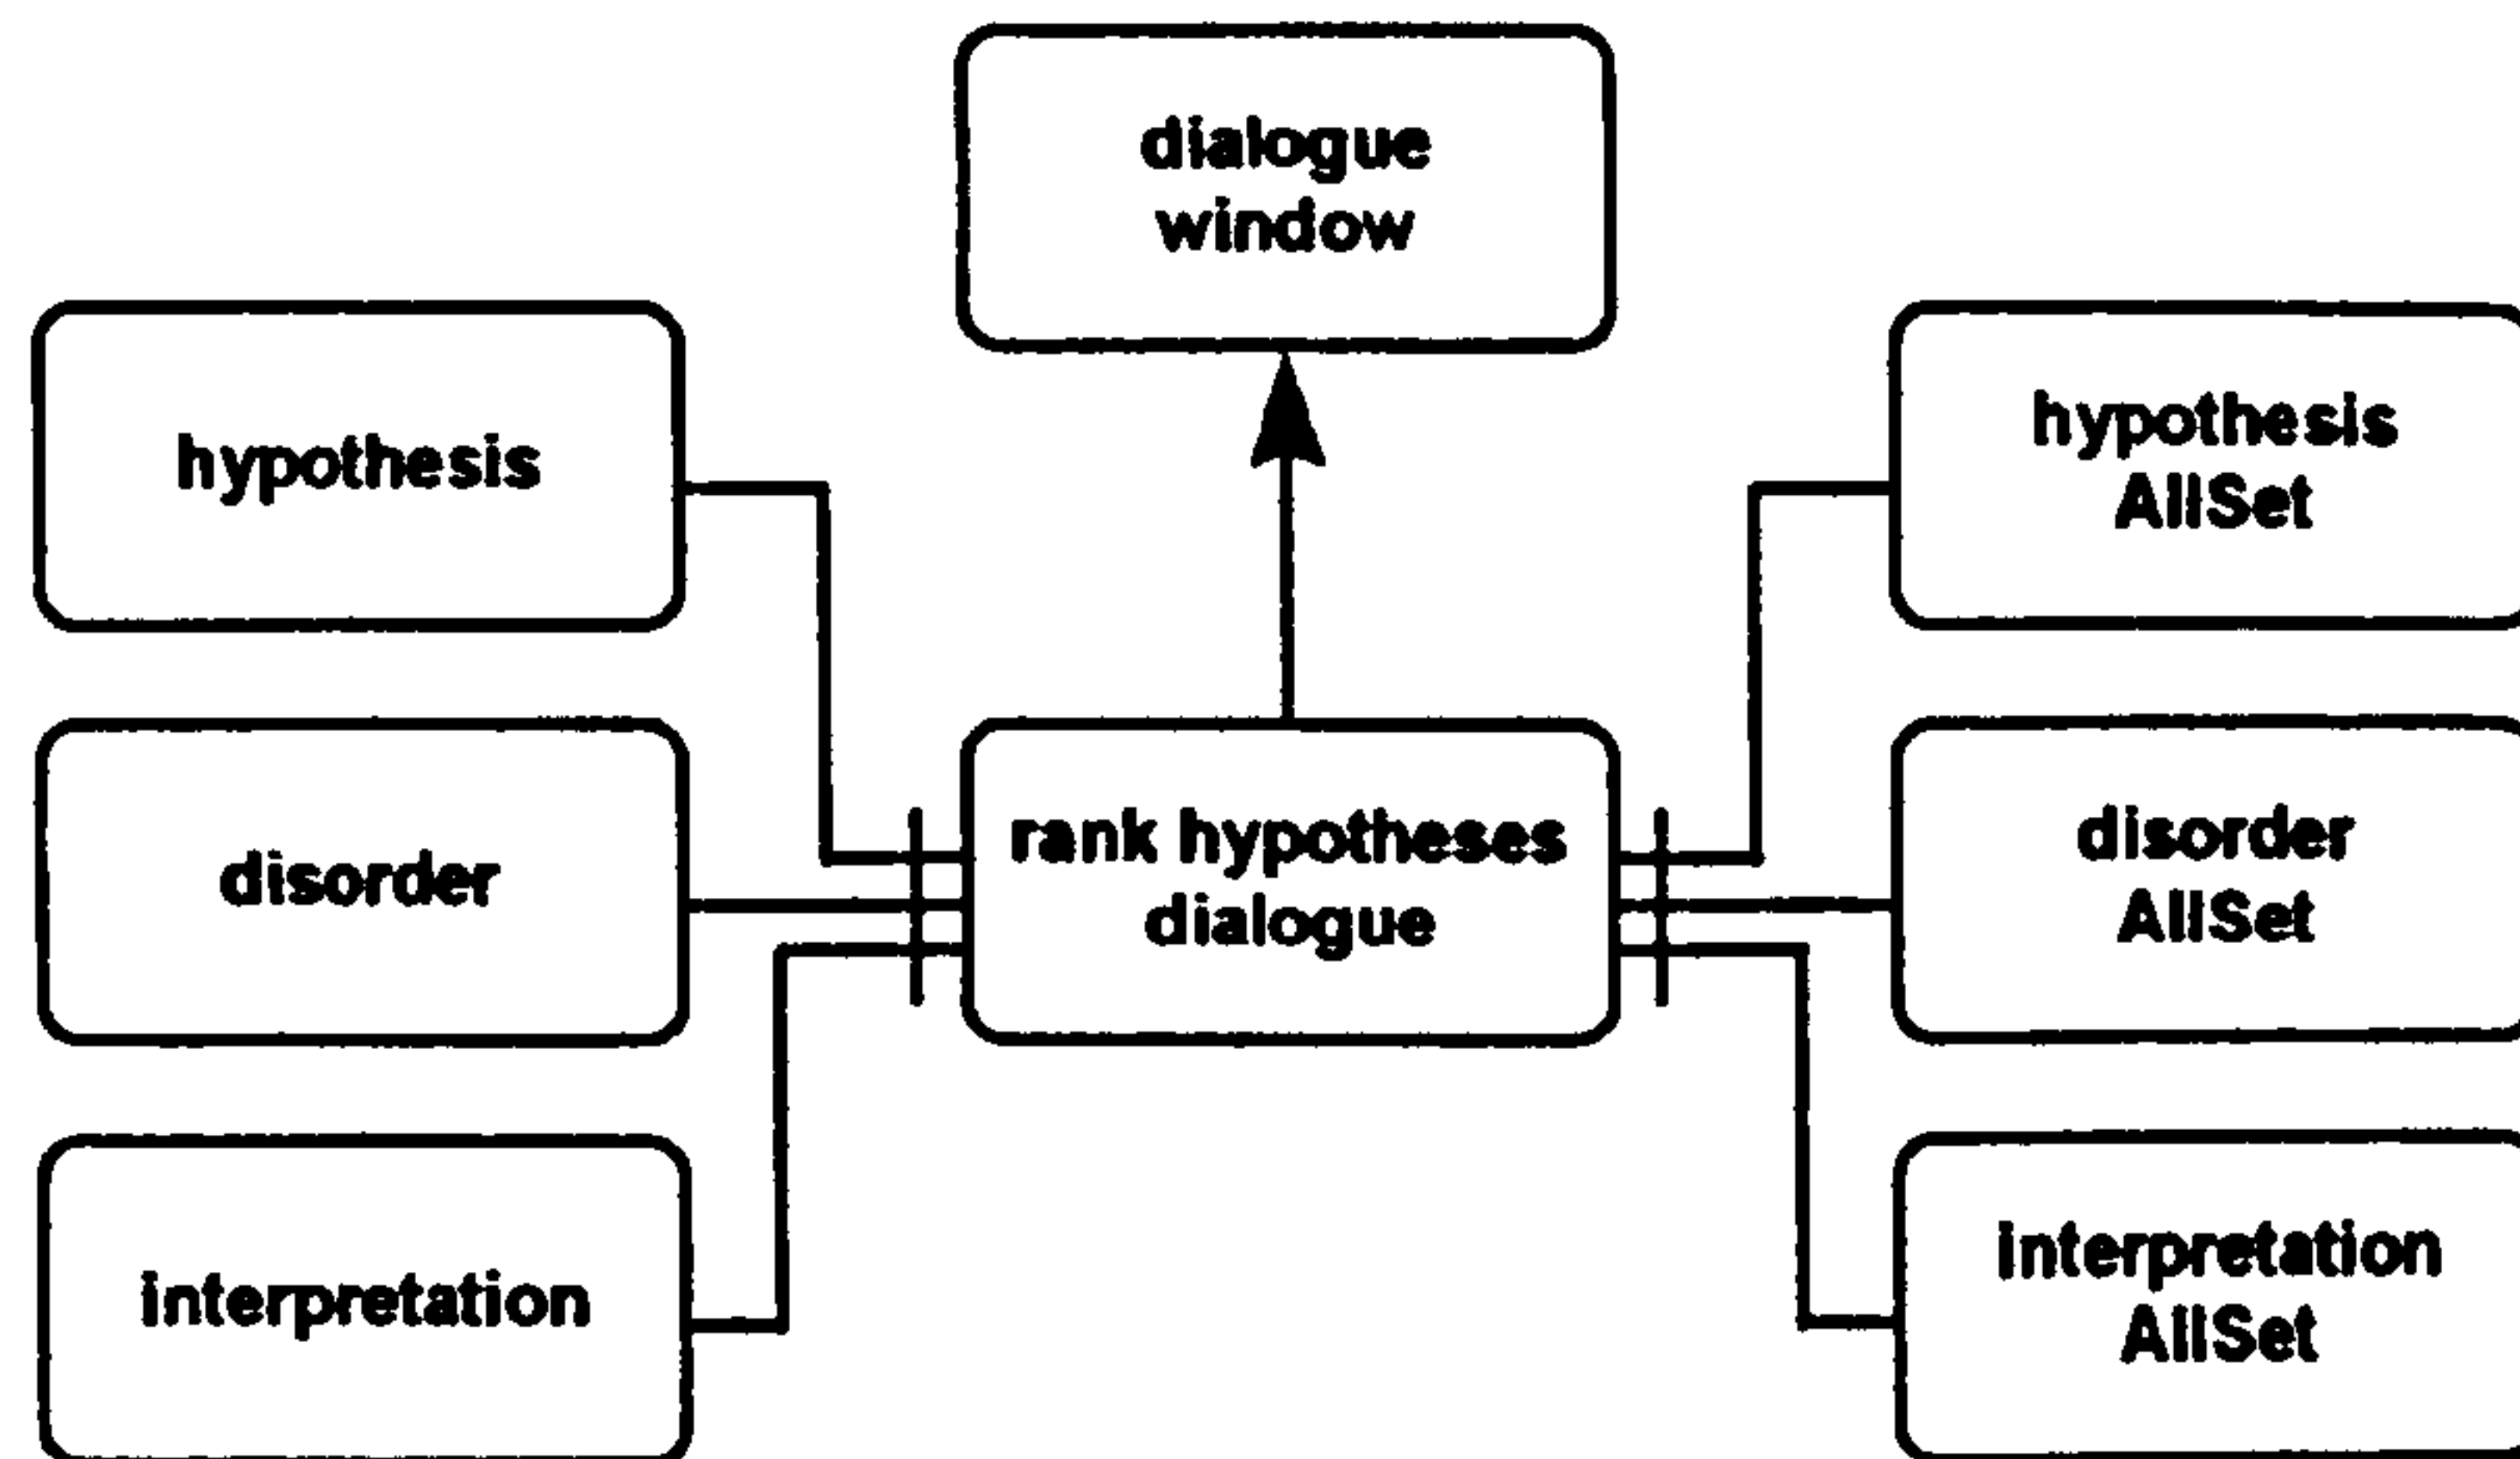 dialogue
window
hypothesis
hypothesis
AllSet
disorder
rank hypotheses
dialogue
disorder
AllSet
interpretation
interpretation
AllSet